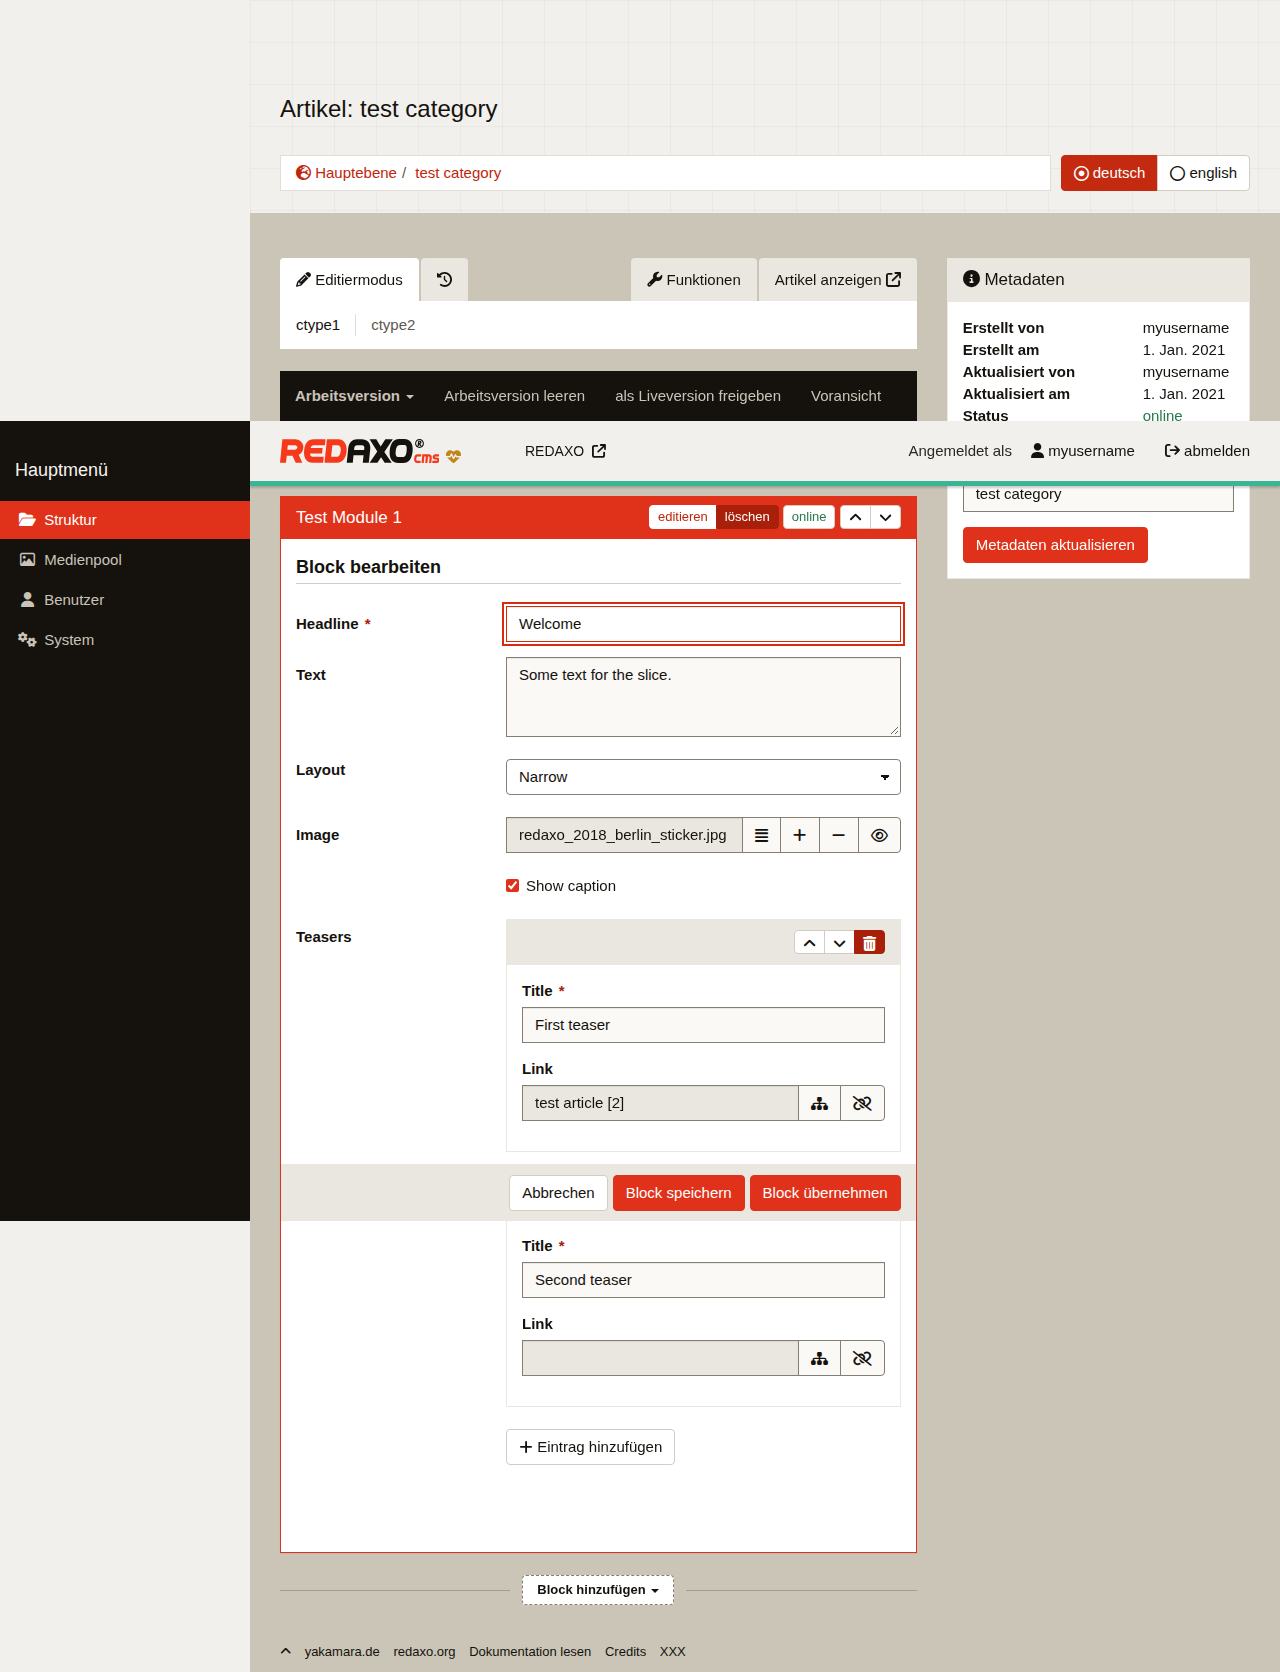 Artikel: test category
Hauptebene / test category
deutsch
english
Editiermodus
Funktionen
Artikel anzeigen
ctype1
ctype2
Arbeitsversion
Arbeitsversion leeren
als Liveversion freigeben
Voransicht
Metadaten
Erstellt von myusername
Erstellt am 1. Jan. 2021
Aktualisiert von myusername
Aktualisiert am 1. Jan. 2021
Status online
REDAXO® cms
REDAXO
Angemeldet als myusername
abmelden
Hauptmenü
Struktur
Medienpool
Benutzer
System
test category
Metadaten aktualisieren
Test Module 1
editieren
löschen
online
Block bearbeiten
Headline *
Welcome
Text
Some text for the slice.
Layout
Narrow
Image
redaxo_2018_berlin_sticker.jpg
Show caption
Teasers
Title *
First teaser
Link
test article [2]
Abbrechen
Block speichern
Block übernehmen
Title *
Second teaser
Link
Eintrag hinzufügen
Block hinzufügen
yakamara.de
redaxo.org
Dokumentation lesen
Credits
XXX